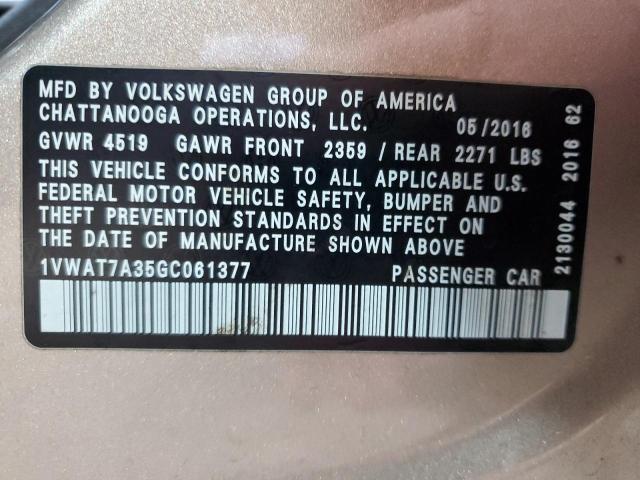 MFD BY VOLKSWAGEN GROUP OF AMERICA
CHATTANOOGA OPERATIONS, LLC. 05/2016
GVWR 4519 GAWR FRONT 2359 / REAR 2271 LBS
THIS VEHICLE CONFORMS TO ALL APPLICABLE U.S.
FEDERAL MOTOR VEHICLE SAFETY, BUMPER AND
THEFT PREVENTION STANDARDS IN EFFECT ON
THE DATE OF MANUFACTURE SHOWN ABOVE
1VWAT7A35GC061377 PASSENGER CAR
2190044 2016 62